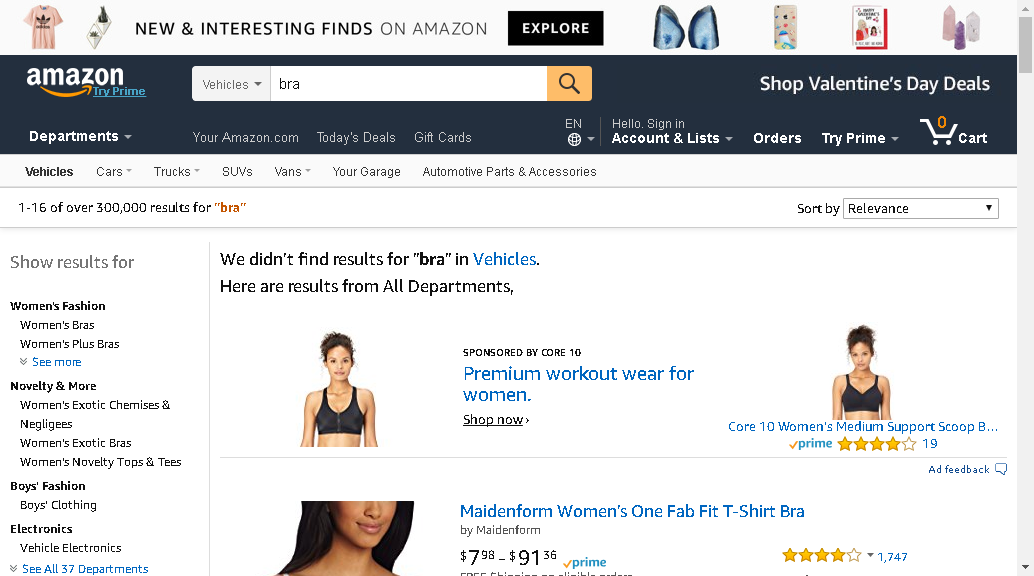 NEW & INTERESTING FINDS ON AMAZON EXPLORE
amazon
Try Prime
Vehicles bra
Shop Valentine's Day Deals
Departments
Your Amazon.com Today's Deals Gift Cards
EN
Hello. Sign in
Account & Lists
Orders
Try Prime
0
Cart
Vehicles Cars Trucks SUVs Vans Your Garage Automotive Parts & Accessories
1-16 of over 300,000 results for "bra"
Sort by Relevance
Show results for
Women's Fashion
Women's Bras
Women's Plus Bras
See more
Novelty & More
Women's Exotic Chemises &
Negligees
Women's Exotic Bras
Women's Novelty Tops & Tees
Boys' Fashion
Boys' Clothing
Electronics
Vehicle Electronics
See All 37 Departments
We didn't find results for "bra" in Vehicles.
Here are results from All Departments,
SPONSORED BY CORE 10
Premium workout wear for
women.
Shop now ›
Core 10 Women's Medium Support Scoop B...
prime 19
Ad feedback
Maidenform Women's One Fab Fit T-Shirt Bra
by Maidenform
$7 98 - $91 36 prime
1,747
FREE Shipping on eligible orders